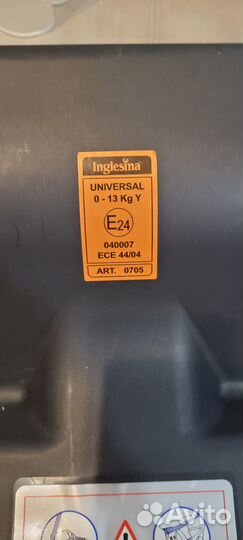 Inglesina
UNIVERSAL
0 - 13 Kg Y
E24
040007
ECE 44/04
ART. 0705
Avito